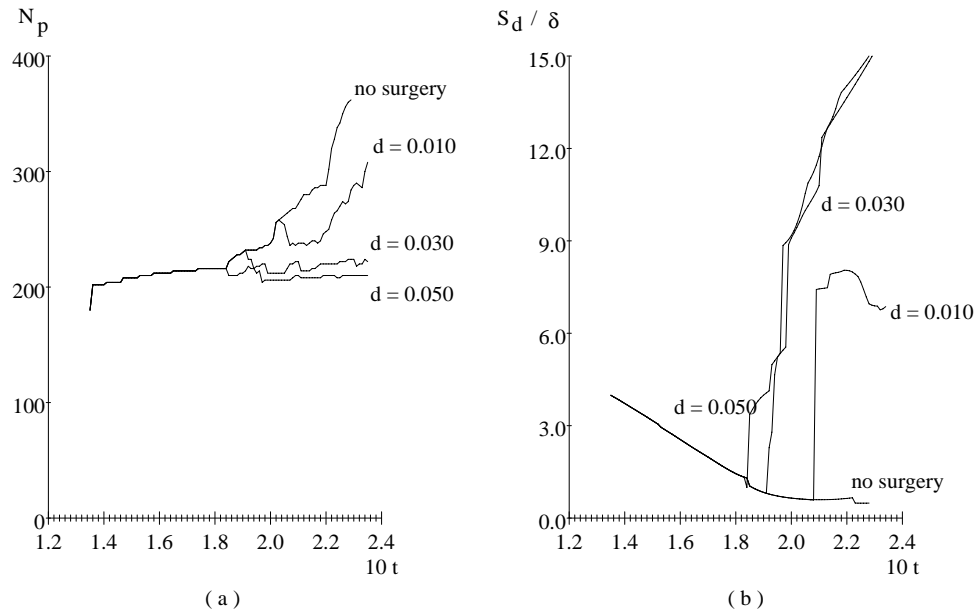 N_p
400
300
200
100
0
1.2 1.4 1.6 1.8 2.0 2.2 2.4
10 t
no surgery
d = 0.010
d = 0.030
d = 0.050
( a )
S_d / δ
15.0
12.0
9.0
6.0
3.0
0.0
1.2 1.4 1.6 1.8 2.0 2.2 2.4
10 t
d = 0.030
d = 0.010
d = 0.050
no surgery
( b )